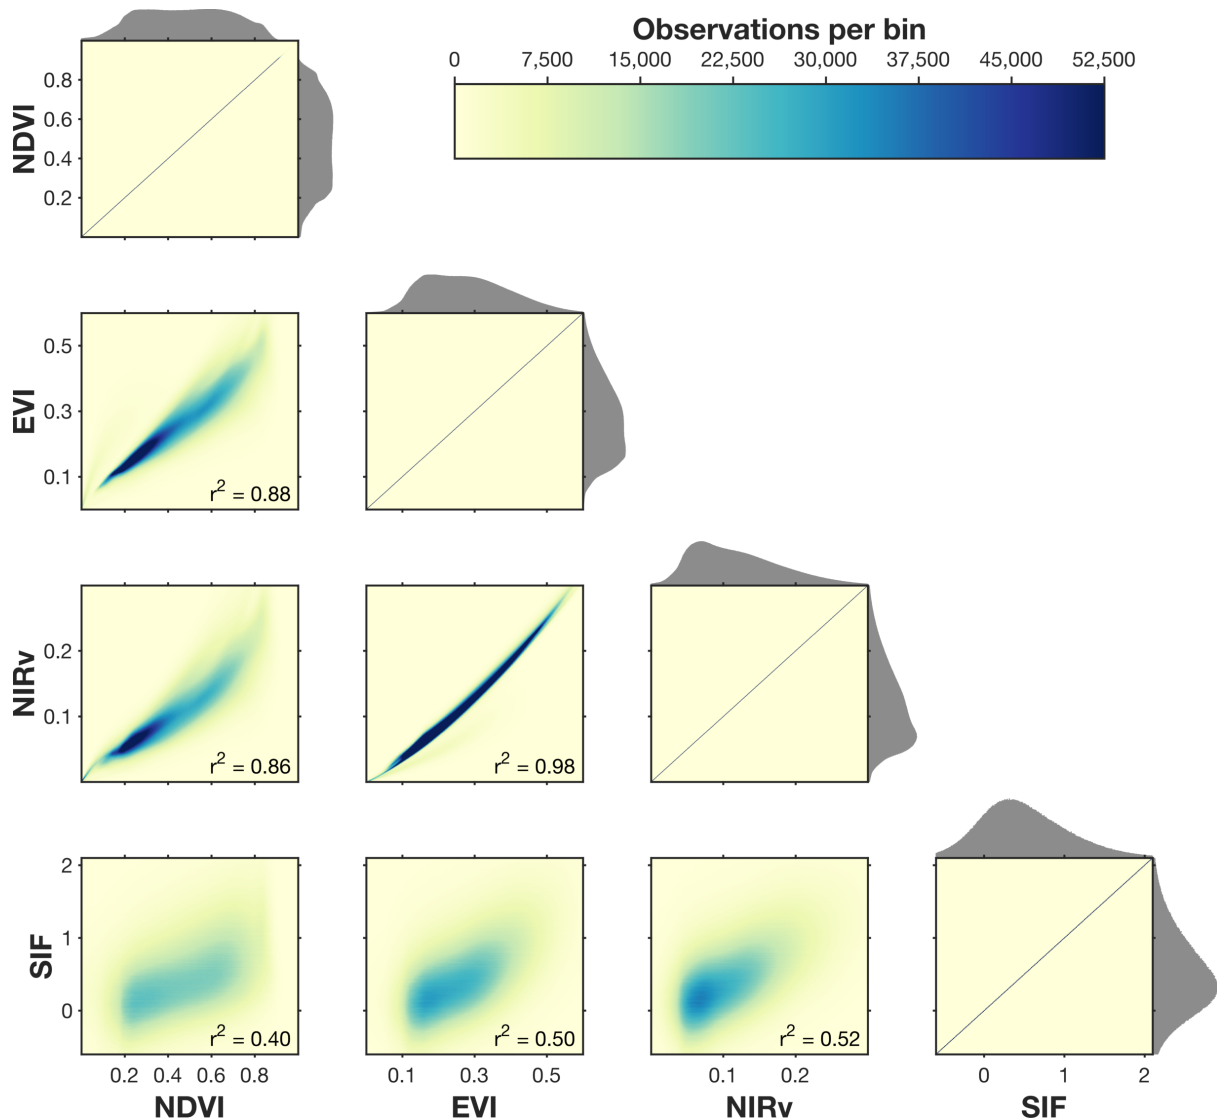 Observations per bin
0 7,500 15,000 22,500 30,000 37,500 45,000 52,500
NDVI
0.8
0.6
0.4
0.2
EVI
0.5
0.3
0.1
r² = 0.88
NIRv
0.2
0.1
r² = 0.86
r² = 0.98
SIF
2
1
0
r² = 0.40
r² = 0.50
r² = 0.52
0.2 0.4 0.6 0.8 0.1 0.3 0.5 0.1 0.2 0 1 2
NDVI EVI NIRv SIF